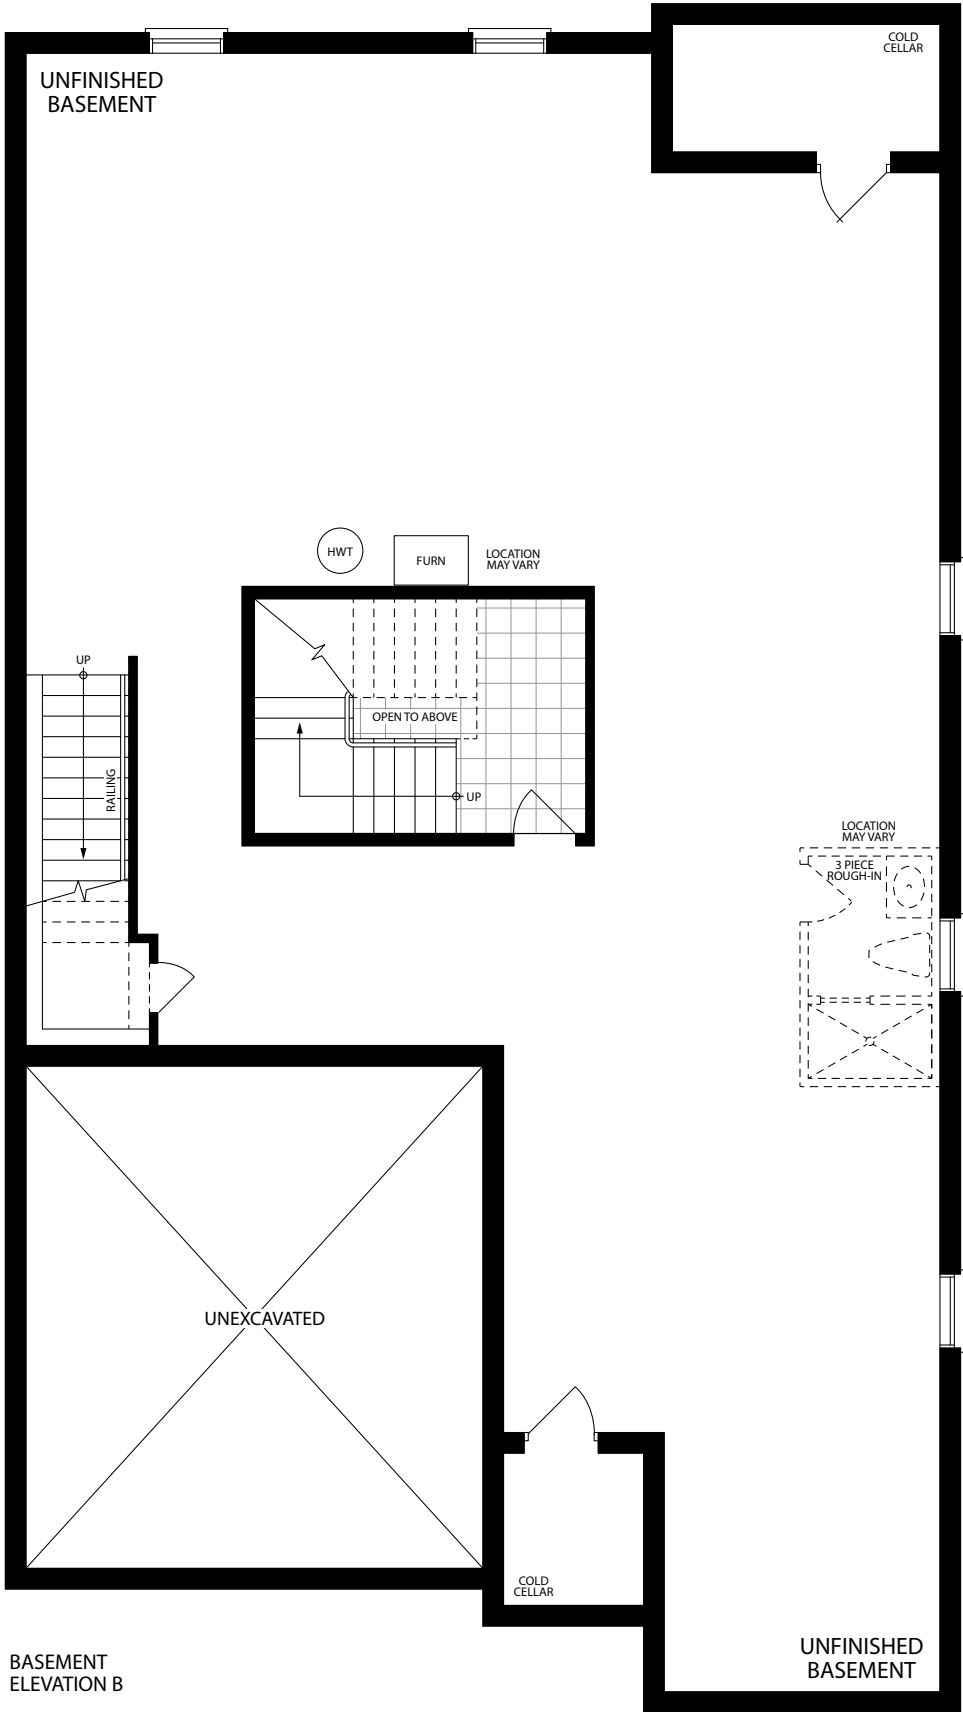 COLD
CELLAR
UNFINISHED
BASEMENT
HWT
FURN
LOCATION
MAY VARY
UP
OPEN TO ABOVE
RAILING
UP
LOCATION
MAY VARY
3 PIECE
ROUGH-IN
UNEXCAVATED
COLD
CELLAR
UNFINISHED
BASEMENT
BASEMENT
ELEVATION B